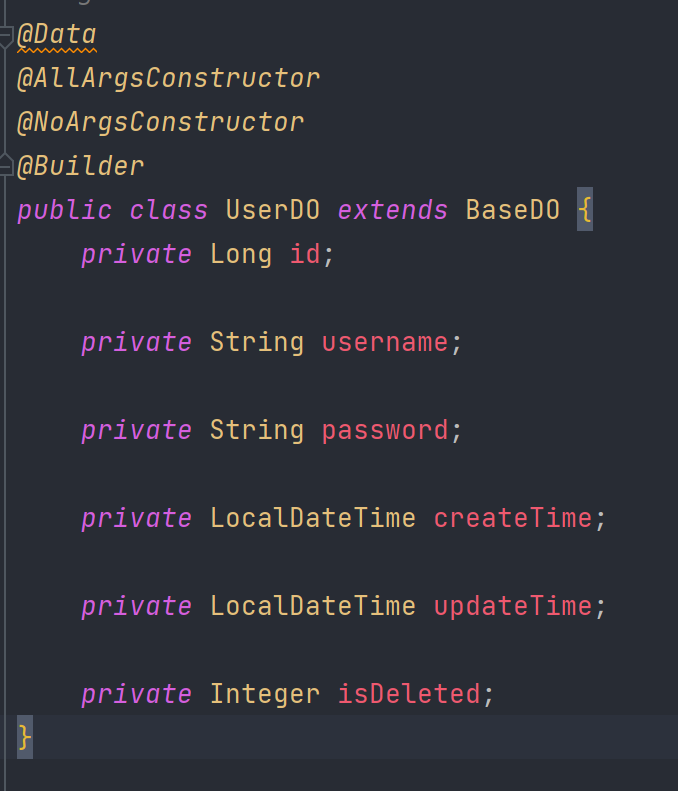 @Data
@AllArgsConstructor
@NoArgsConstructor
@Builder
public class UserDO extends BaseDO {
    private Long id;
    private String username;
    private String password;
    private LocalDateTime createTime;
    private LocalDateTime updateTime;
    private Integer isDeleted;
}